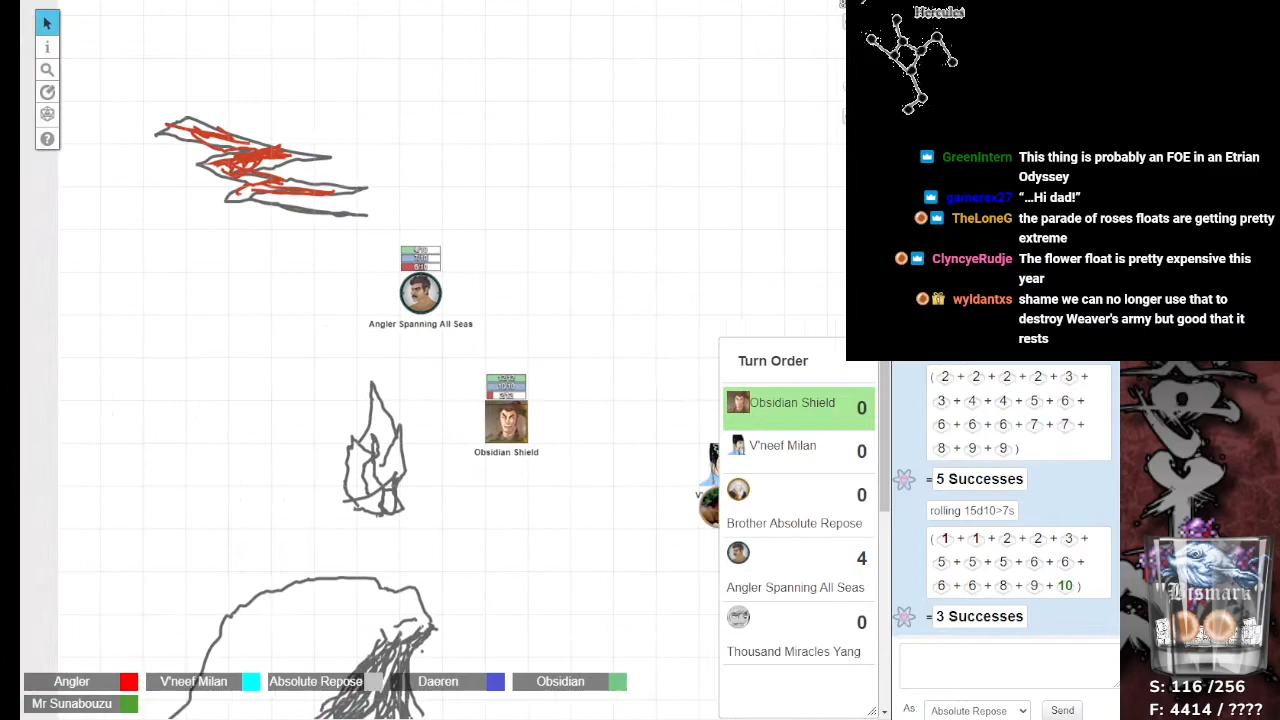 Hercules
GreenIntern This thing is probably an FOE in an Etrian
Odyssey
gamerex27 “...Hi dad!”
TheLoneG the parade of roses floats are getting pretty
extreme
ClyncyeRudje The flower float is pretty expensive this
year
wyldantxs shame we can no longer use that to
destroy Weaver's army but good that it
rests
Angler Spanning All Seas
Obsidian Shield
Turn Order
Obsidian Shield 0
V'neef Milan 0
0
Brother Absolute Repose
4
Angler Spanning All Seas
0
Thousand Miracles Yang
(2 + 2 + 2 + 2 + 3 +
3 + 4 + 4 + 5 + 6 +
6 + 6 + 6 + 7 + 7 +
8 + 9 + 9)
= 5 Successes
rolling 15d10>7s
(1 + 1 + 2 + 2 + 3 +
5 + 5 + 5 + 6 + 6 +
6 + 6 + 8 + 9 + 10)
= 3 Successes
"Bismark"
S: 116 /256
F: 4414 / ????
As: Absolute Repose Send
Angler V'neef Milan Absolute Repose Daeren Obsidian
Mr Sunabouzu